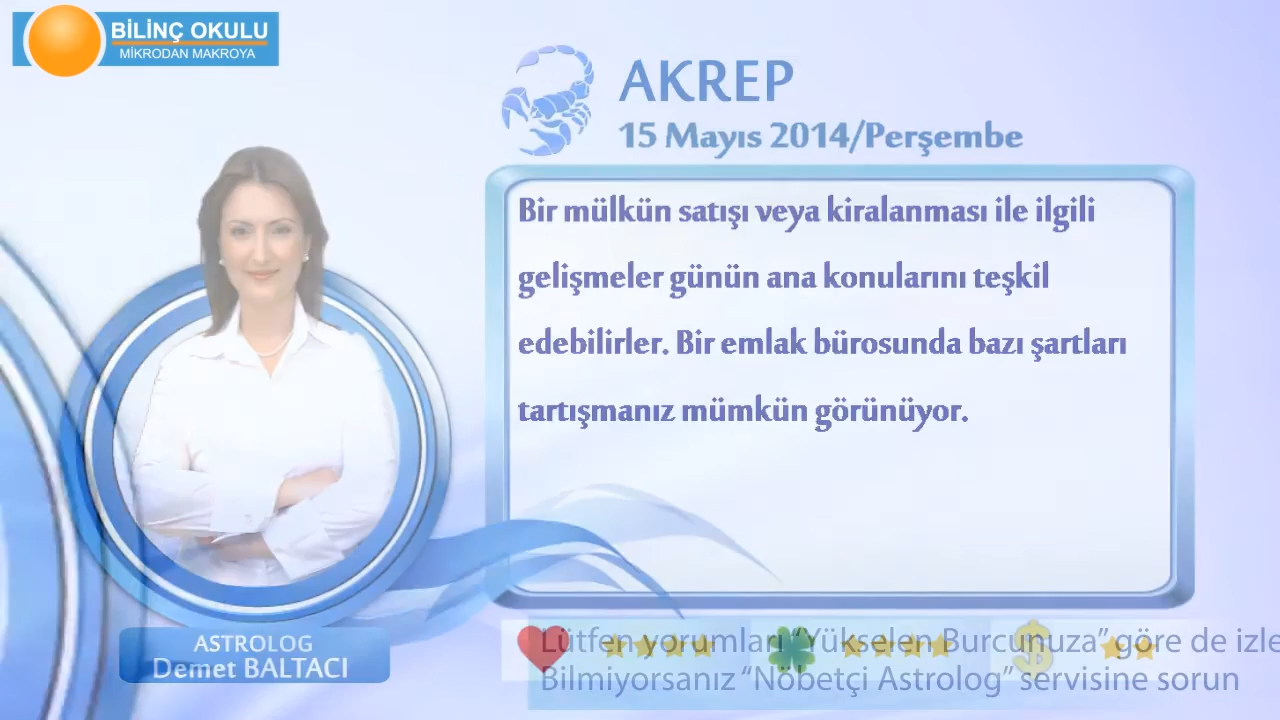 BİLİNÇ OKULU
MİKRODAN MAKROYA
AKREP
15 Mayıs 2014/Perşembe
Bir mülkün satışı veya kiralanması ile ilgili
gelişmeler günün ana konularını teşkil
edebilirler. Bir emlak bürosunda bazı şartları
tartışmanız mümkün görünüyor.
ASTROLOG
Demet BALTACI
Lütfen yorumları “Yükselen Burcunuza” göre de izle
Bilmiyorsanız “Nöbetçi Astrolog” servisine sorun